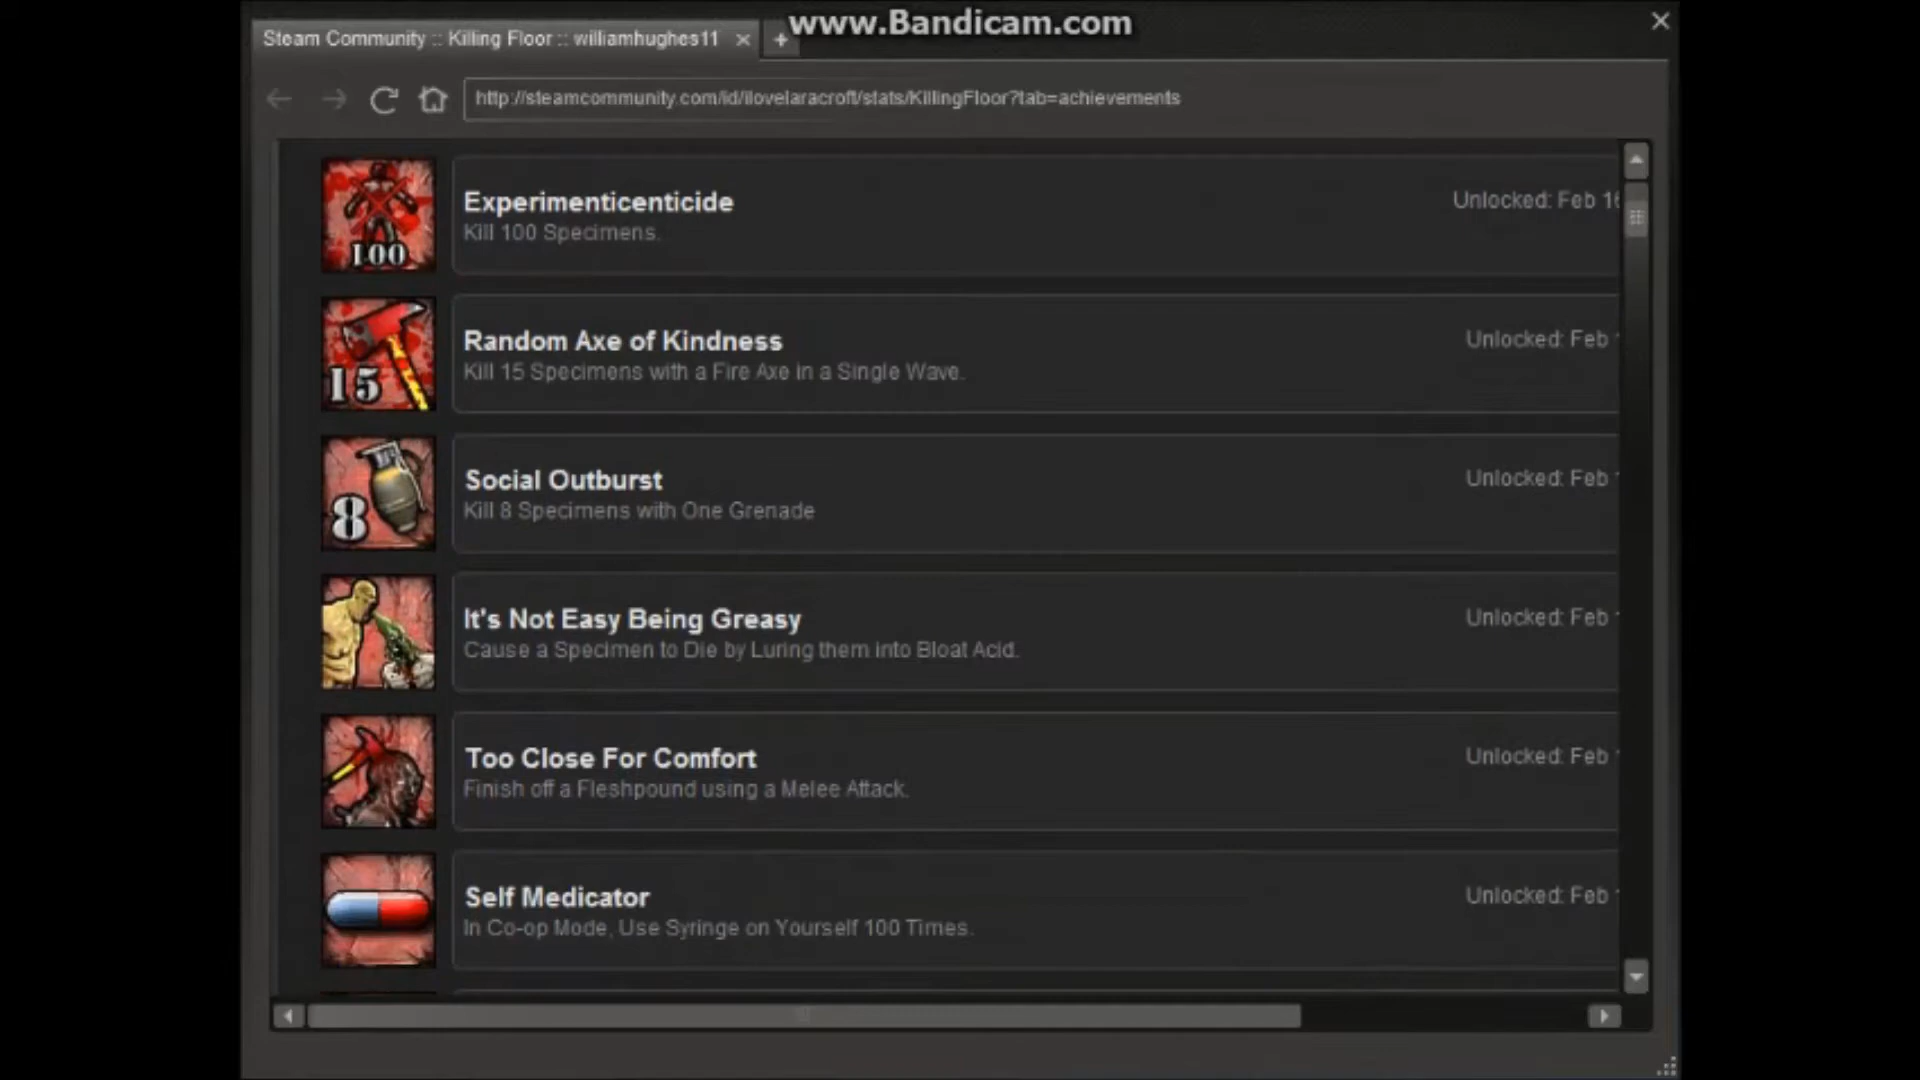 www.Bandicam.com
Steam Community :: Killing Floor :: williamhughes11
http://steamcommunity.com/id/ilovelaracroft/stats/KillingFloor?tab=achievements
100
Experimenticenticide
Unlocked: Feb 16
Kill 100 Specimens.
15
Random Axe of Kindness
Unlocked: Feb
Kill 15 Specimens with a Fire Axe in a Single Wave.
8
Social Outburst
Unlocked: Feb
Kill 8 Specimens with One Grenade
It's Not Easy Being Greasy
Unlocked: Feb
Cause a Specimen to Die by Luring them into Bloat Acid.
Too Close For Comfort
Unlocked: Feb
Finish off a Fleshpound using a Melee Attack.
Self Medicator
Unlocked: Feb
In Co-op Mode, Use Syringe on Yourself 100 Times.